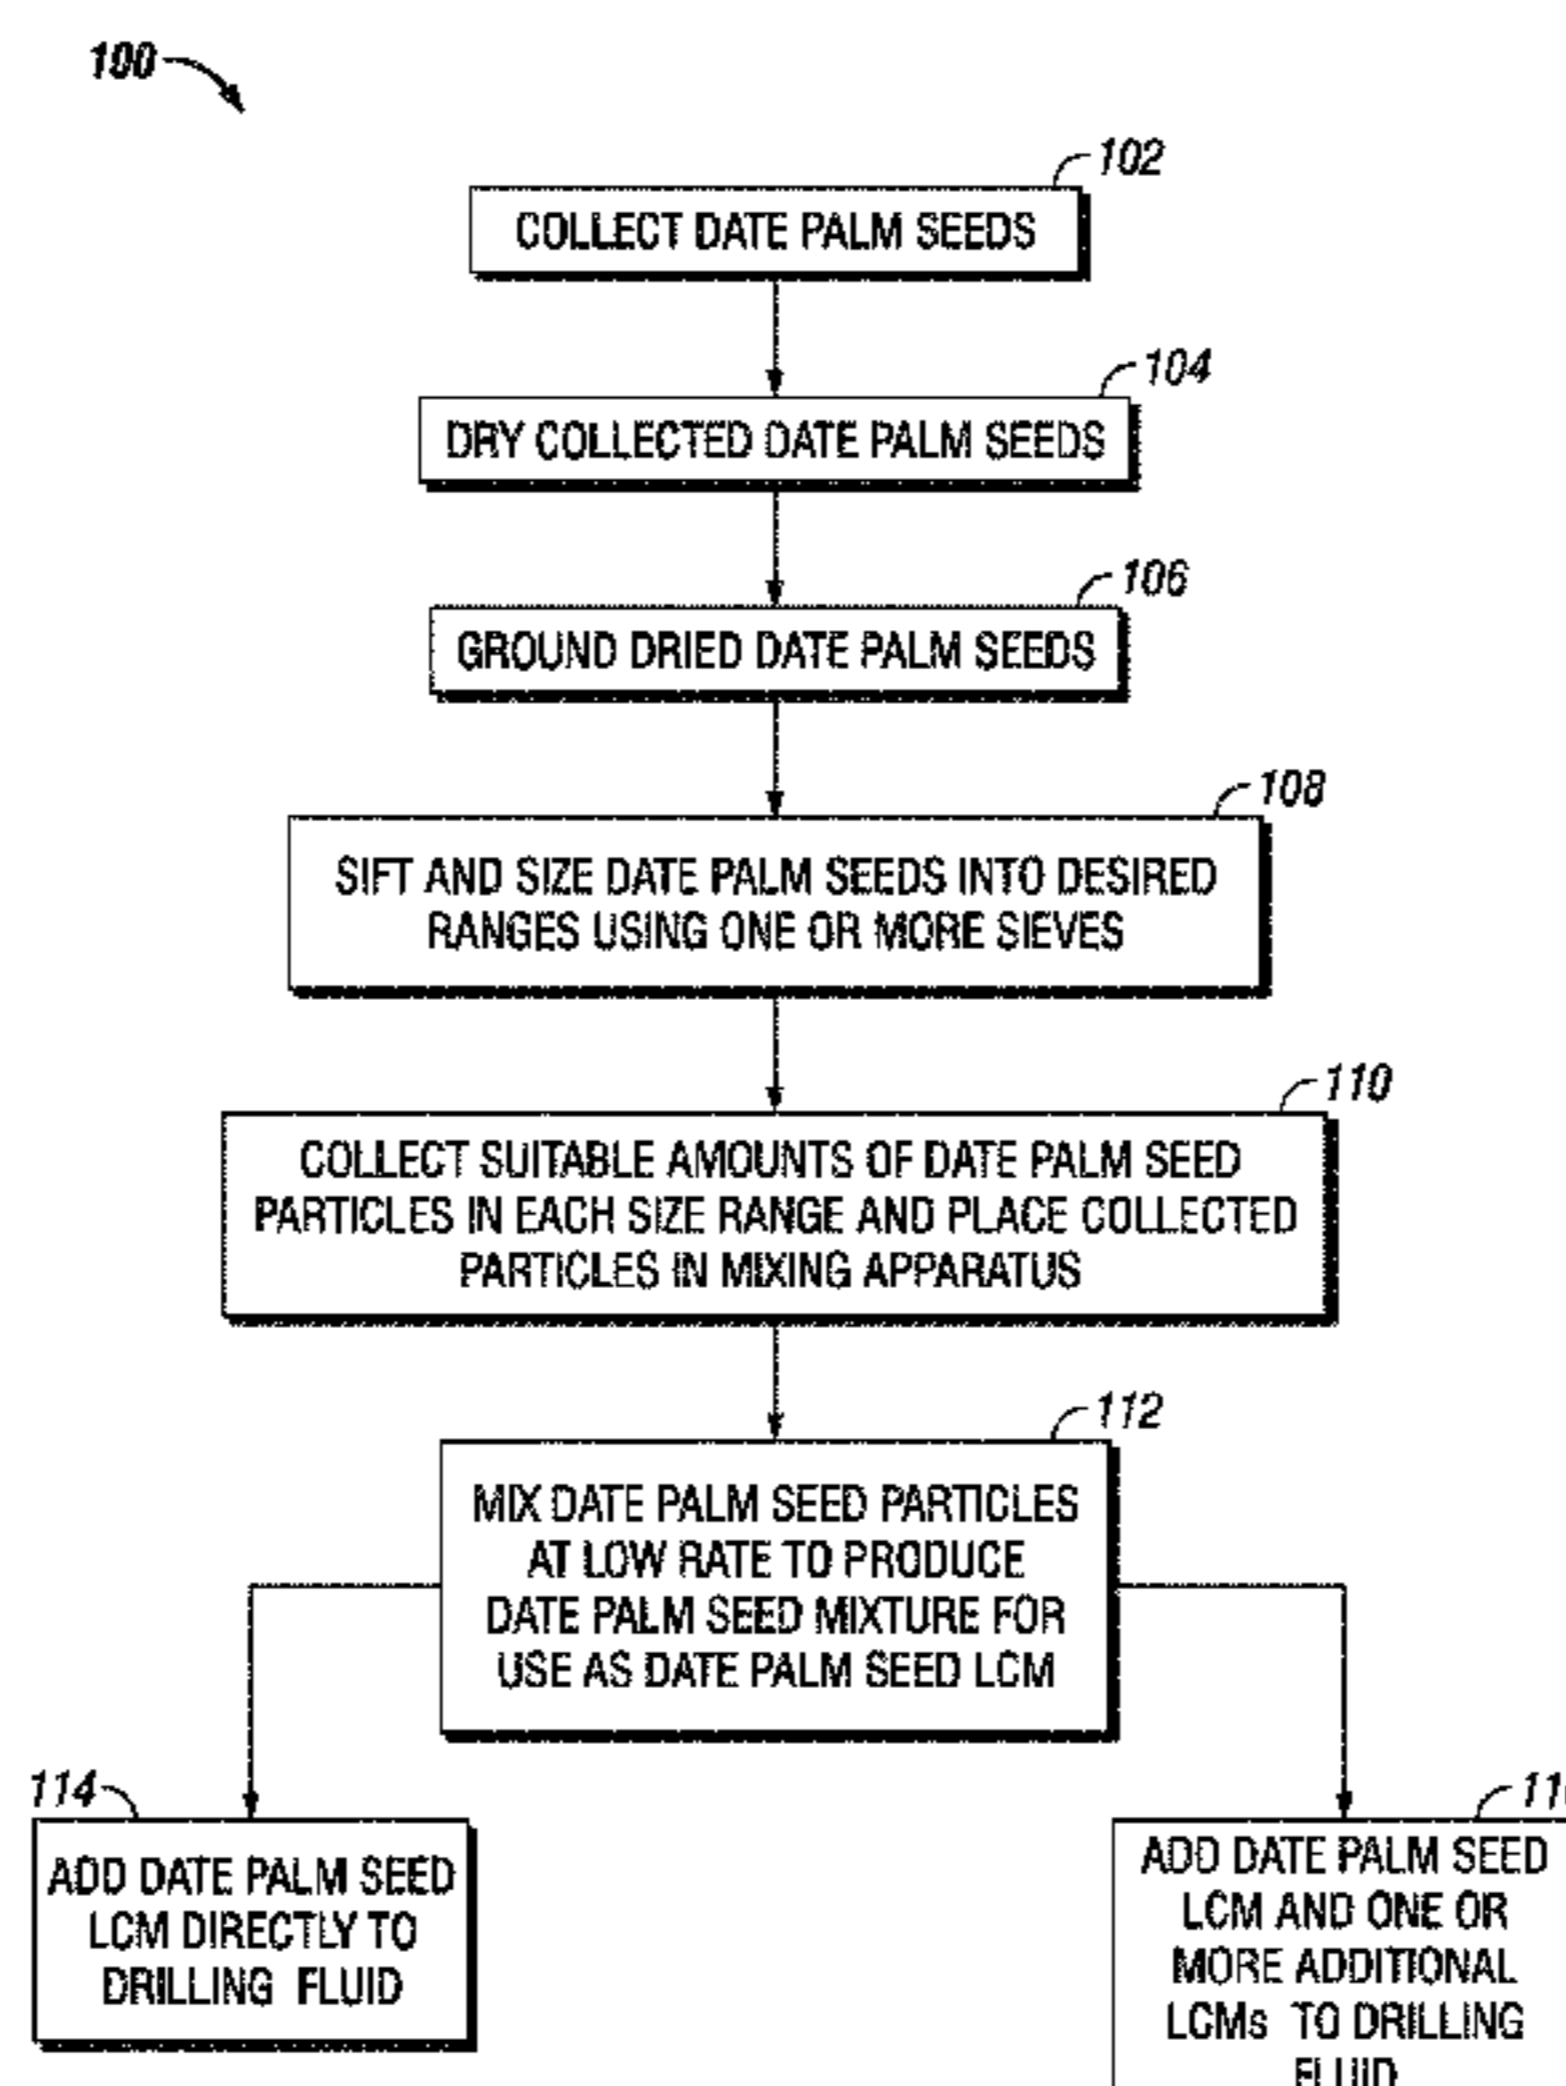 100
102
COLLECT DATE PALM SEEDS
104
DRY COLLECTED DATE PALM SEEDS
106
GROUND DRIED DATE PALM SEEDS
108
SIFT AND SIZE DATE PALM SEEDS INTO DESIRED
RANGES USING ONE OR MORE SIEVES
110
COLLECT SUITABLE AMOUNTS OF DATE PALM SEED
PARTICLES IN EACH SIZE RANGE AND PLACE COLLECTED
PARTICLES IN MIXING APPARATUS
112
MIX DATE PALM SEED PARTICLES
AT LOW RATE TO PRODUCE
DATE PALM SEED MIXTURE FOR
USE AS DATE PALM SEED LCM
114
ADD DATE PALM SEED
LCM DIRECTLY TO
DRILLING FLUID
ADD DATE PALM SEED
LCM AND ONE OR
MORE ADDITIONAL
LCMs TO DRILLING
FLUID